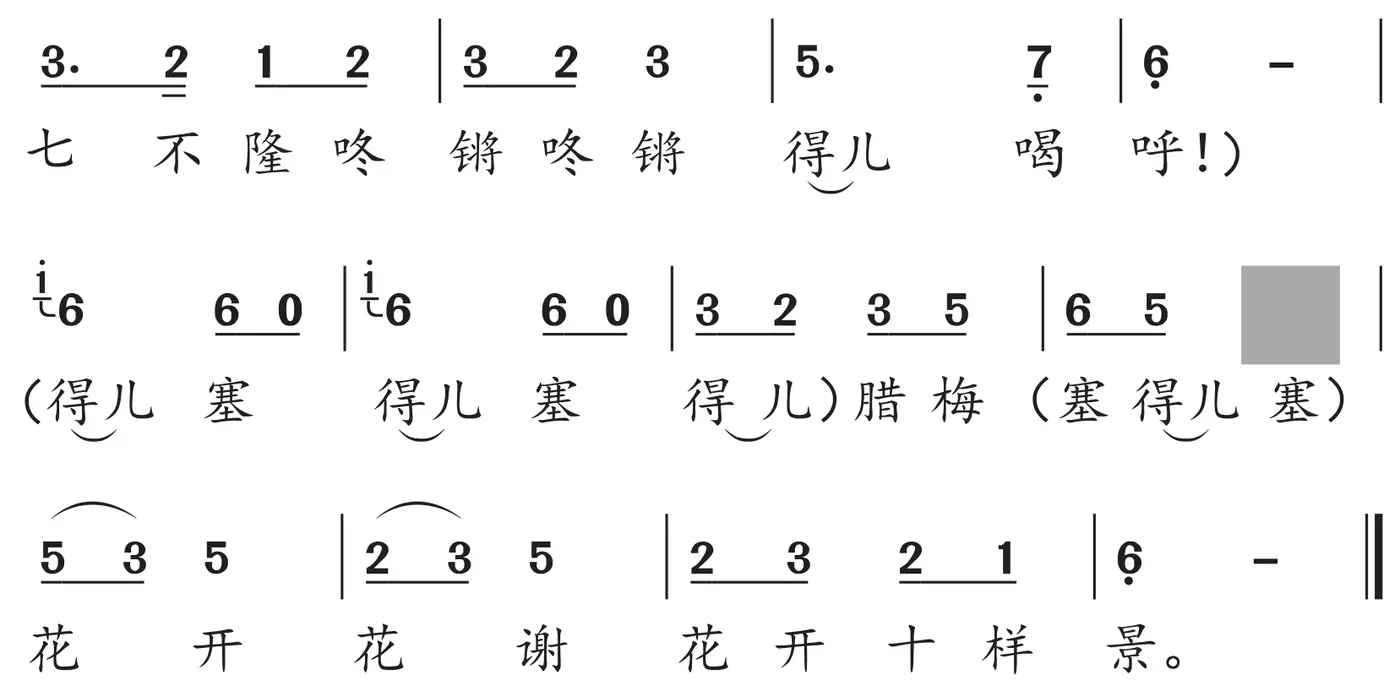 3. 2 1 2 | 3 2 3 | 5. 7 | 6 - |
七 不 隆 咚 锵 咚 锵 得儿 喝 呼！）
i 6 6 0 | i 6 6 0 | 3 2 3 5 | 6 5 |
（得儿 塞 得儿 塞 得 儿）腊 梅 （塞 得儿 塞）
5 3 5 | 2 3 5 | 2 3 2 1 | 6 - ‖
花 开 花 谢 花 开 十 样 景。